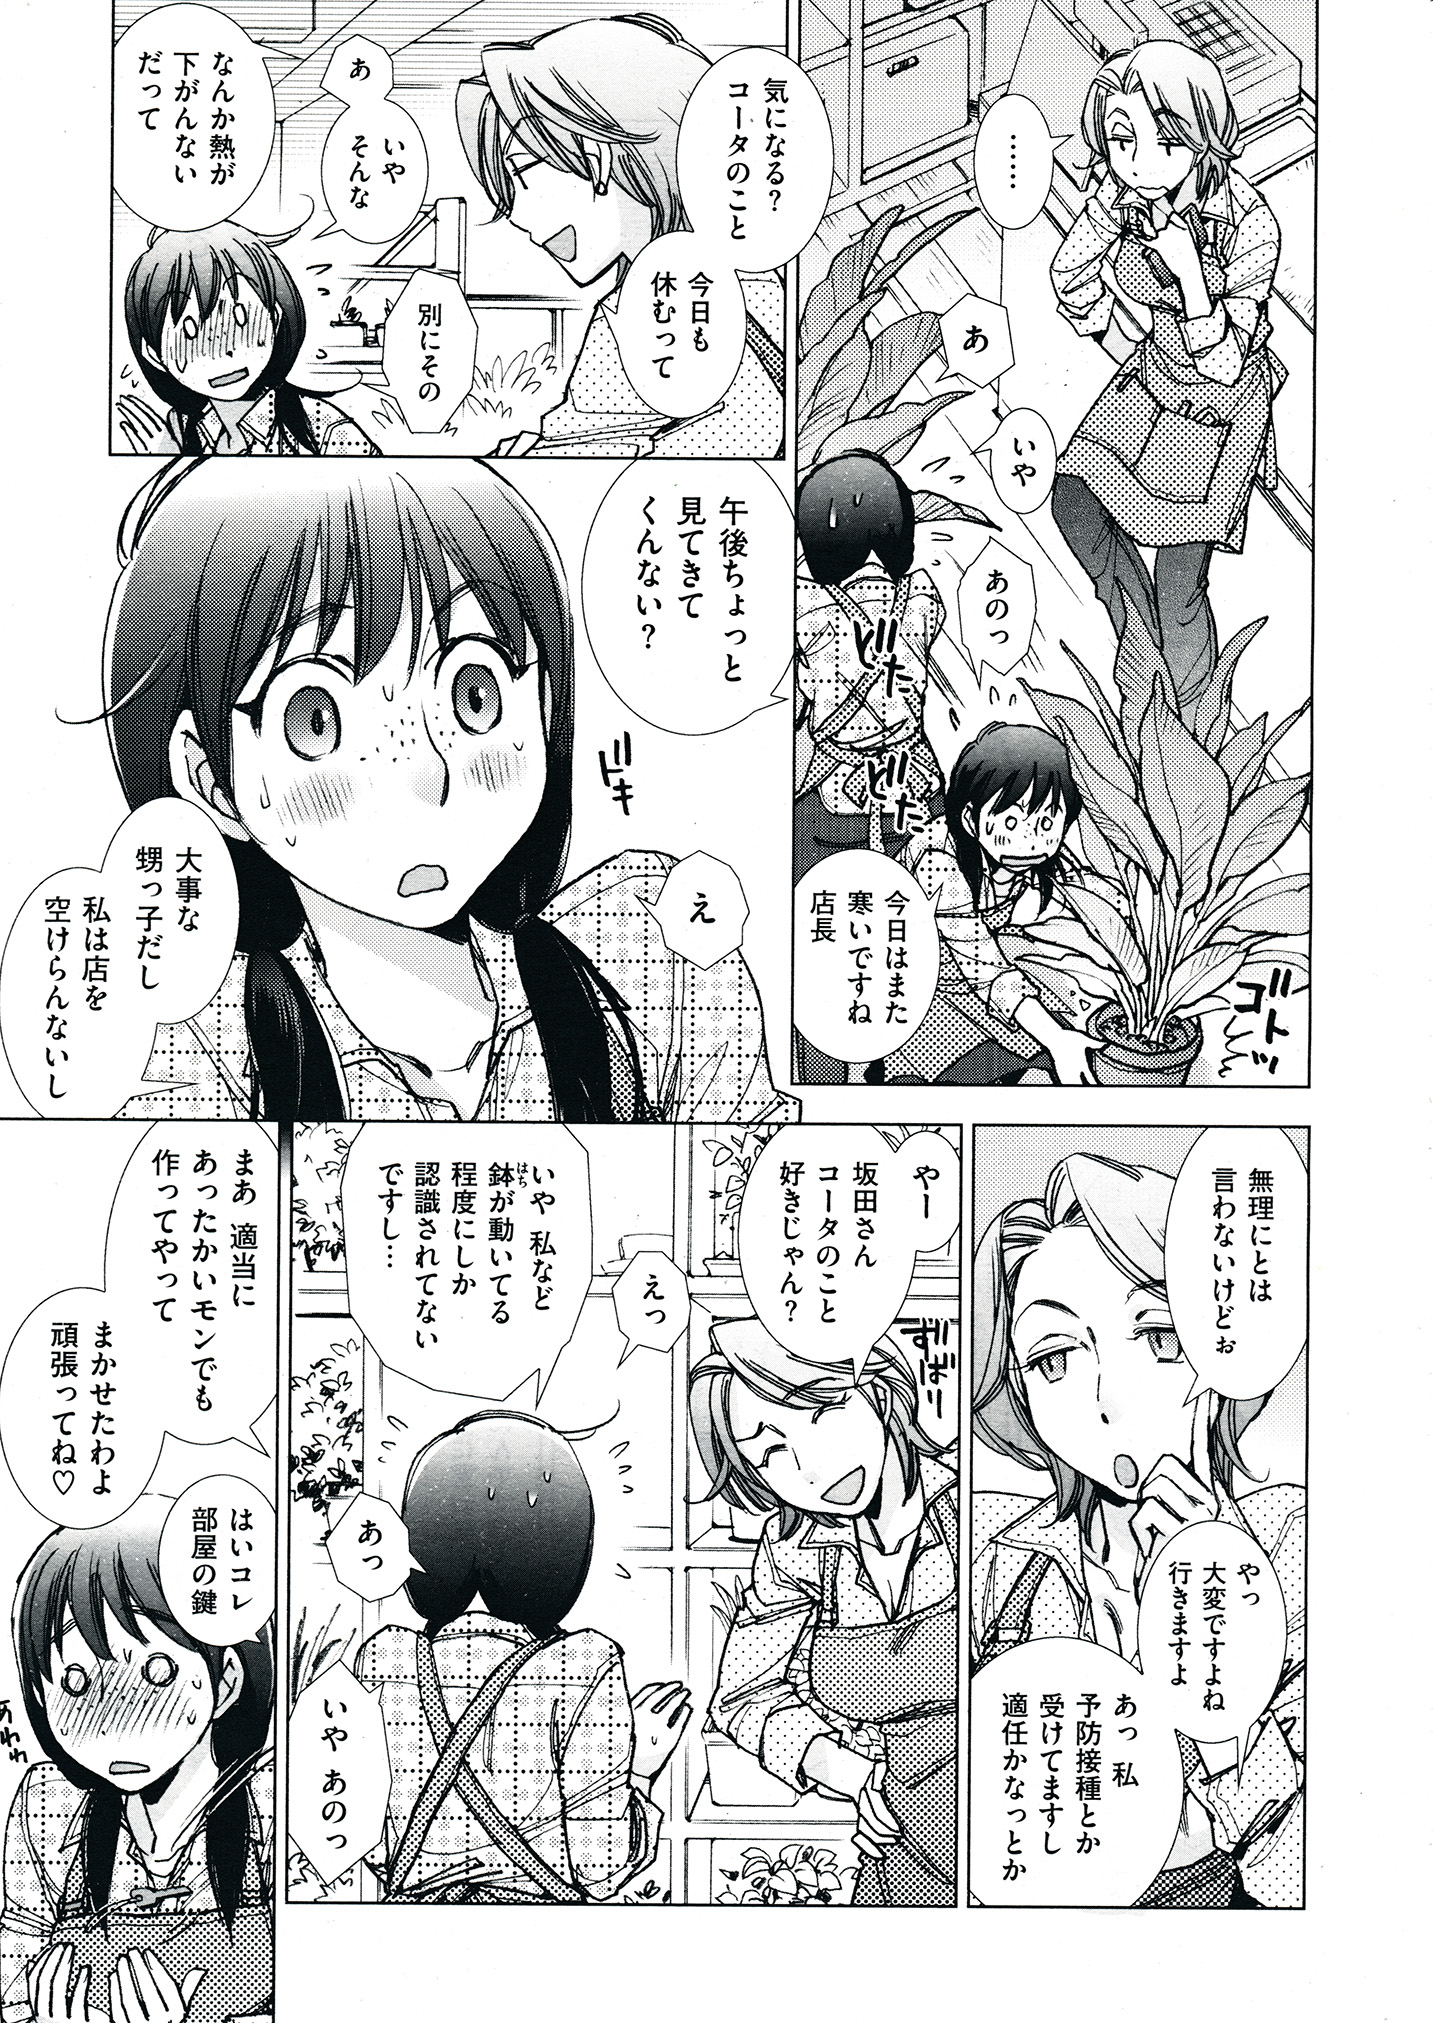 ……
あ
いや
あのっ
どたどた
今日はまた
寒いですね
店長
ゴトッ
気になる？
コータのこと
今日も
休むって
あ
いや
そんな
別にその
なんか熱が
下がんない
だって
午後ちょっと
見てきて
くんない？
ドキ
え
大事な
甥っ子だし
私は店を
空けらんないし
無理にとは
言わないけどぉ
やっ
大変ですよね
行きますよ
あっ 私
予防接種とか
受けてますし
適任かなっとか
やー
坂田さん
コータのこと
好きじゃん？
ずばり
えっ
いや 私など
鉢が動いてる
はち
程度にしか
認識されてない
ですし…
あっ
いや あのっ
まあ 適当に
あったかいモンでも
作ってやって
まかせたわよ
頑張ってね♡
はいコレ
部屋の鍵
あわわ